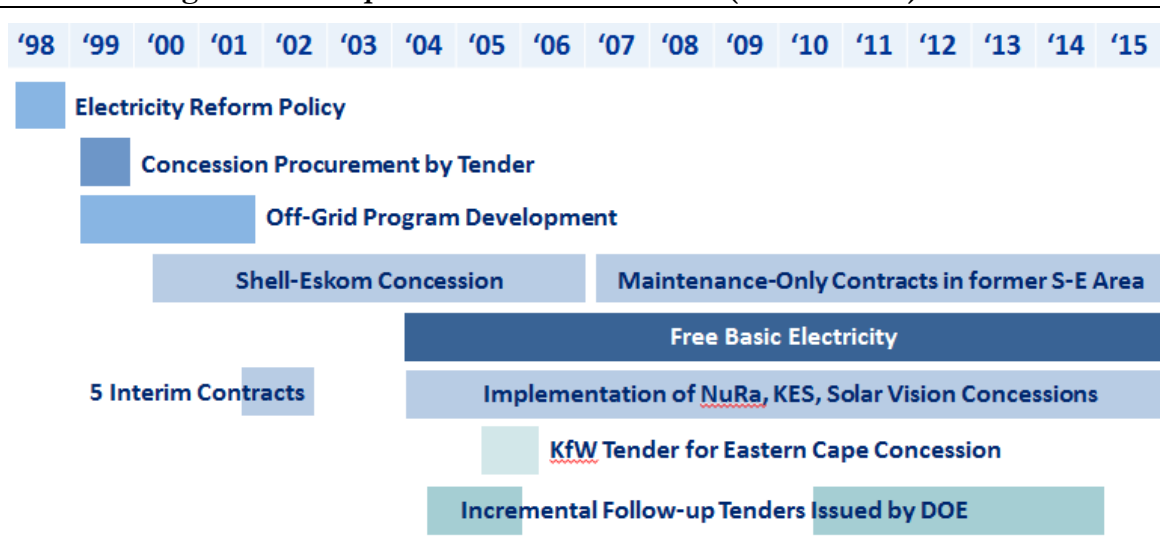 ‘98 ‘99 ‘00 ‘01 ‘02 ‘03 ‘04 ‘05 ‘06 ‘07 ‘08 ‘09 ‘10 ‘11 ‘12 ‘13 ‘14 ‘15
Electricity Reform Policy
Concession Procurement by Tender
Off-Grid Program Development
Shell-Eskom Concession Maintenance-Only Contracts in former S-E Area
Free Basic Electricity
5 Interim Contracts Implementation of NuRa, KES, Solar Vision Concessions
KfW Tender for Eastern Cape Concession
Incremental Follow-up Tenders Issued by DOE